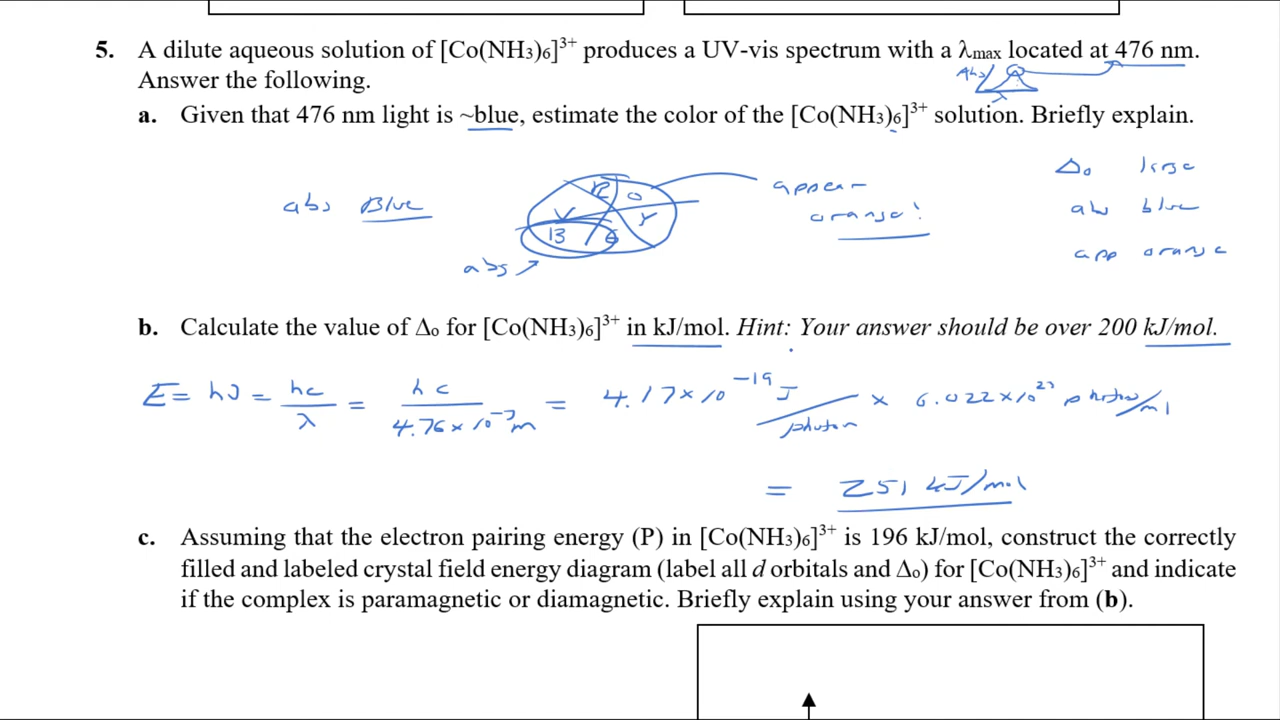 5. A dilute aqueous solution of [Co(NH₃)₆]³⁺ produces a UV-vis spectrum with a λmax located at 476 nm.
Answer the following.
Abs
λ
a. Given that 476 nm light is ~blue, estimate the color of the [Co(NH₃)₆]³⁺ solution. Briefly explain.
abs Blue
R O
V Y
B G
abs
appear
orange!
Δo large
abs blue
app orange
b. Calculate the value of Δo for [Co(NH₃)₆]³⁺ in kJ/mol. Hint: Your answer should be over 200 kJ/mol.
E = hν = hc/λ = hc/4.76 × 10⁻⁷ m = 4.17 × 10⁻¹⁹ J/photon × 6.022 × 10²³ photon/mol
= 251 kJ/mol
c. Assuming that the electron pairing energy (P) in [Co(NH₃)₆]³⁺ is 196 kJ/mol, construct the correctly
filled and labeled crystal field energy diagram (label all d orbitals and Δo) for [Co(NH₃)₆]³⁺ and indicate
if the complex is paramagnetic or diamagnetic. Briefly explain using your answer from (b).